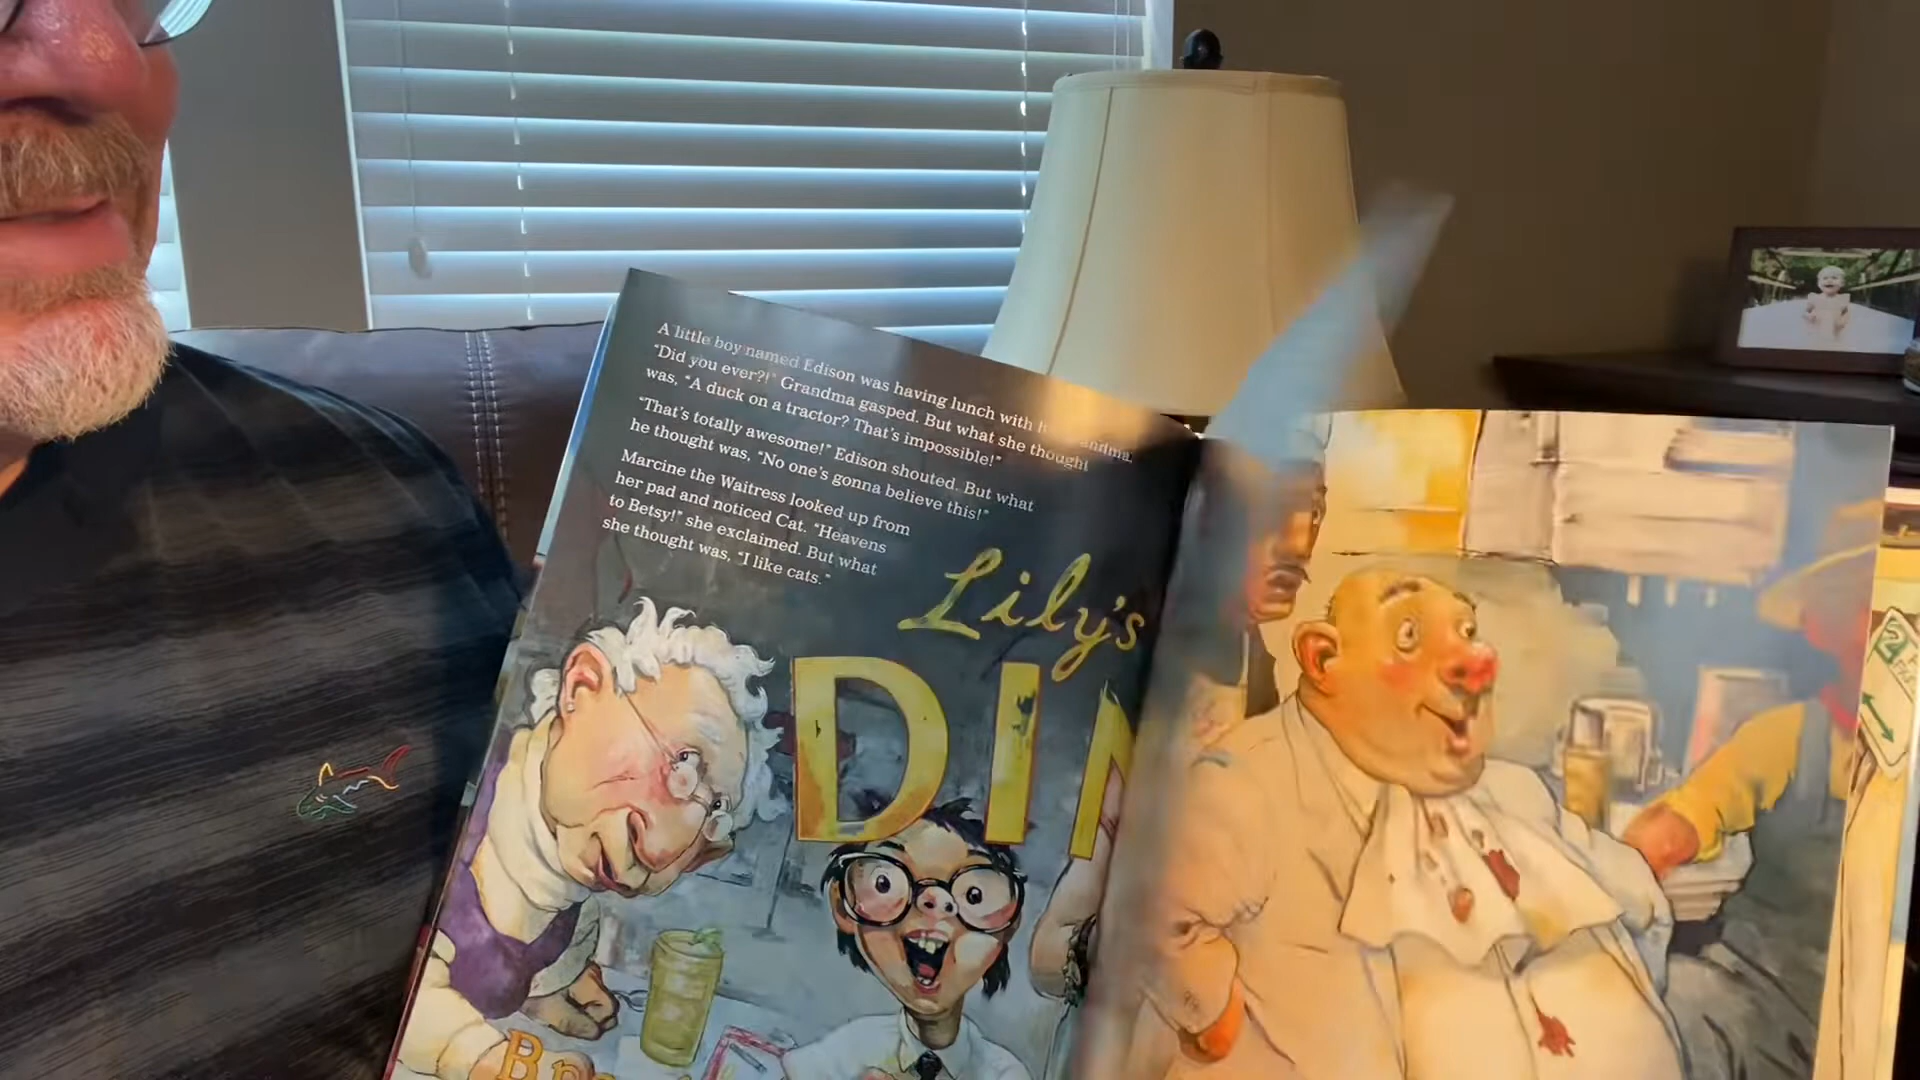 A little boy named Edison was having lunch with
"Did you ever?!" Grandma gasped. But what she thought
was, "A duck on a tractor? That's impossible!"
"That's totally awesome!" Edison shouted. But what
he thought was, "No one's gonna believe this!"
Marcine the Waitress looked up from
her pad and noticed Cat. "Heavens
to Betsy!" she exclaimed. But what
she thought was, "I like cats."
Lily's